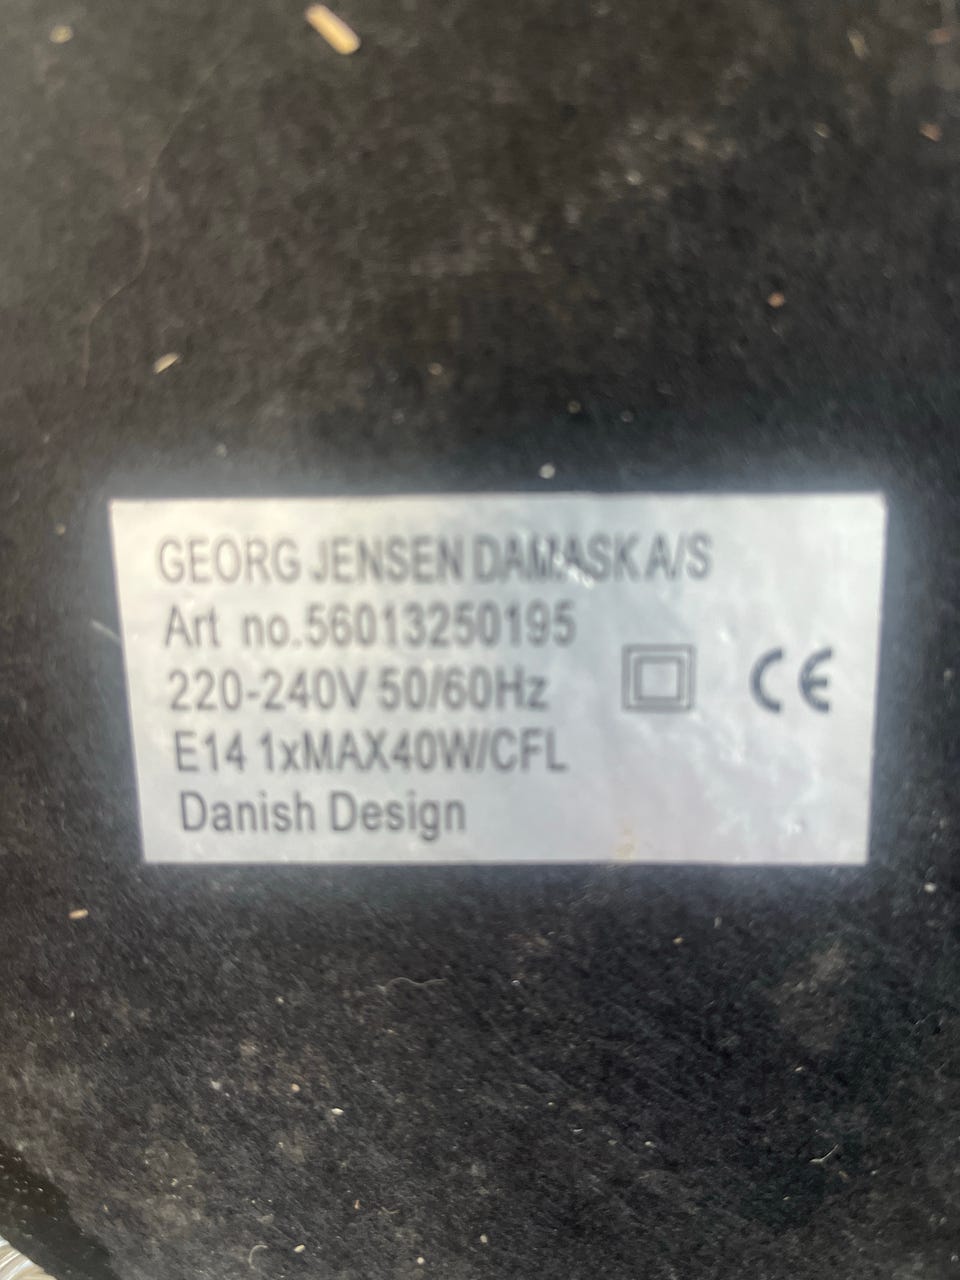 GEORG JENSEN DAMASK A/S
Art no.56013250195
220-240V 50/60Hz
E14 1xMAX40W/CFL
Danish Design
CE